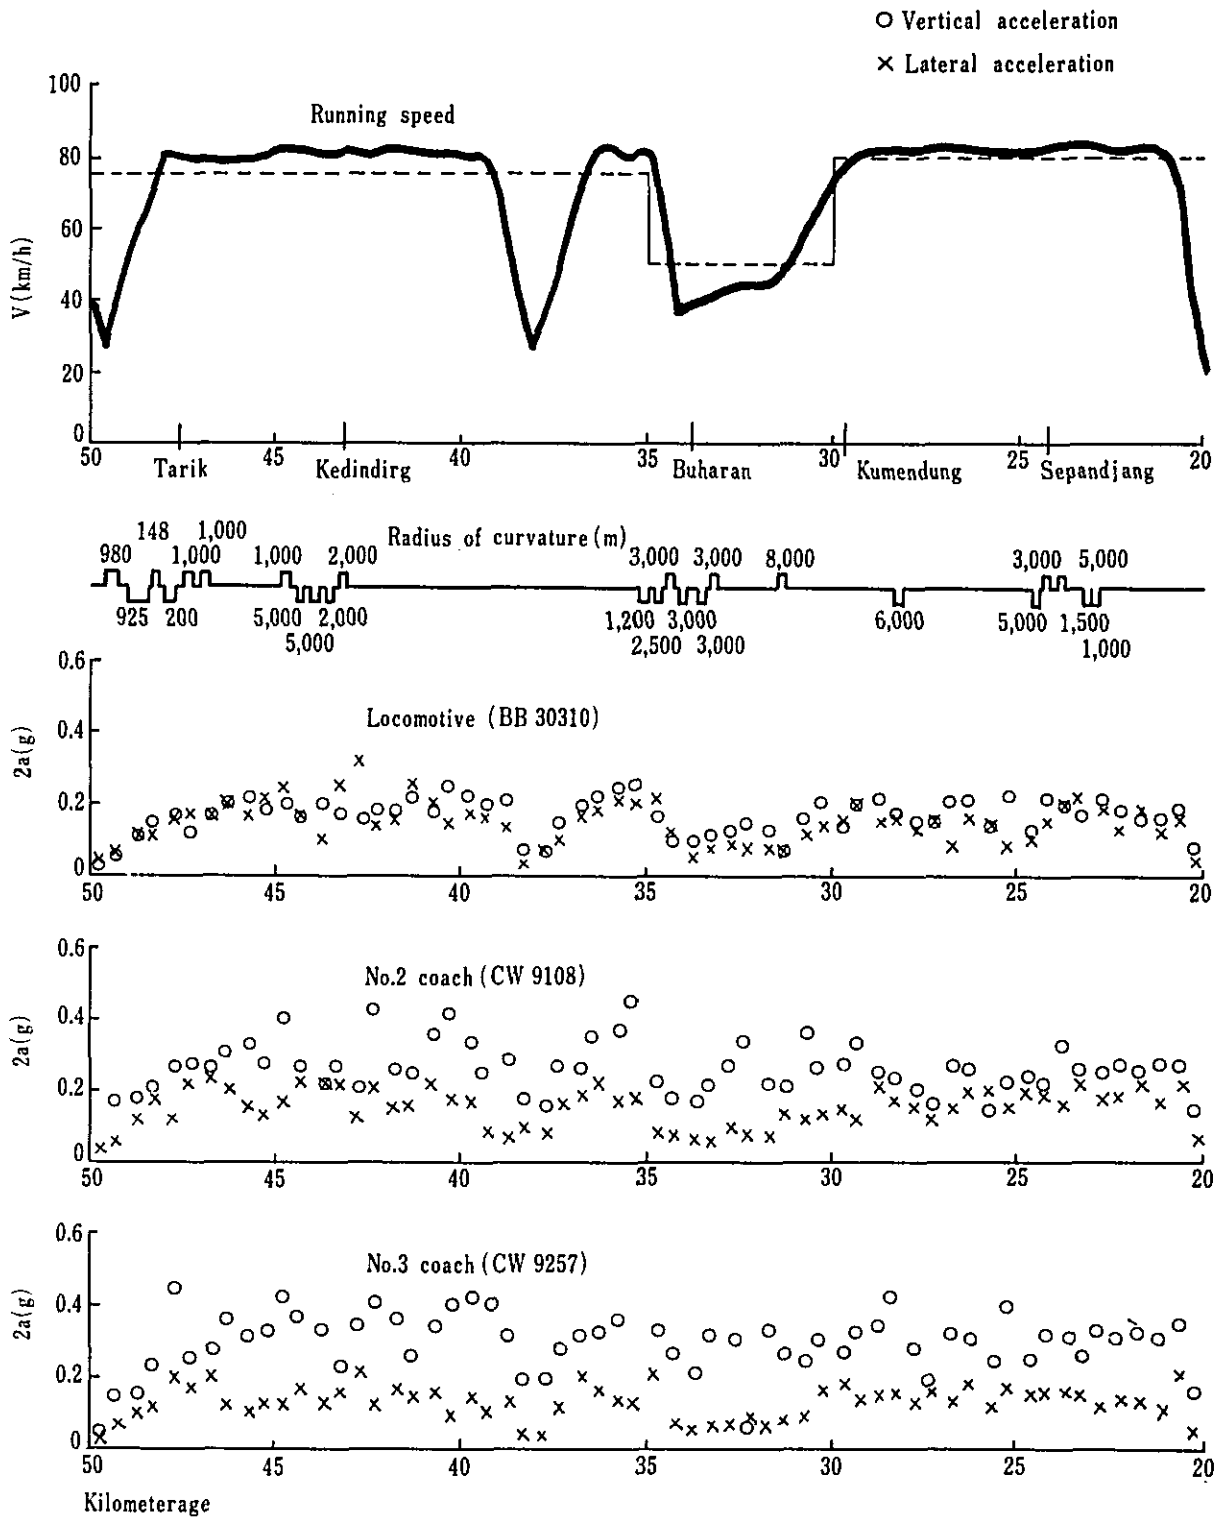 O Vertical acceleration
× Lateral acceleration
100
80
60
40
20
0
V(km/h)
Running speed
50 45 40 35 30 25 20
Tarik Kedindirg Buharan Kumendung Sepandjang
Radius of curvature(m)
148 1,000
980 1,000 1,000 2,000 3,000 3,000 8,000 3,000 5,000
925 200 5,000 2,000 1,200 3,000 6,000 5,000 1,500
5,000 2,500 3,000 1,000
0.6
0.4
0.2
0
2a(g)
Locomotive (BB 30310)
50 45 40 35 30 25 20
0.6
0.4
0.2
0
2a(g)
No.2 coach (CW 9108)
50 45 40 35 30 25 20
0.6
0.4
0.2
0
2a(g)
No.3 coach (CW 9257)
50 45 40 35 30 25 20
Kilometerage